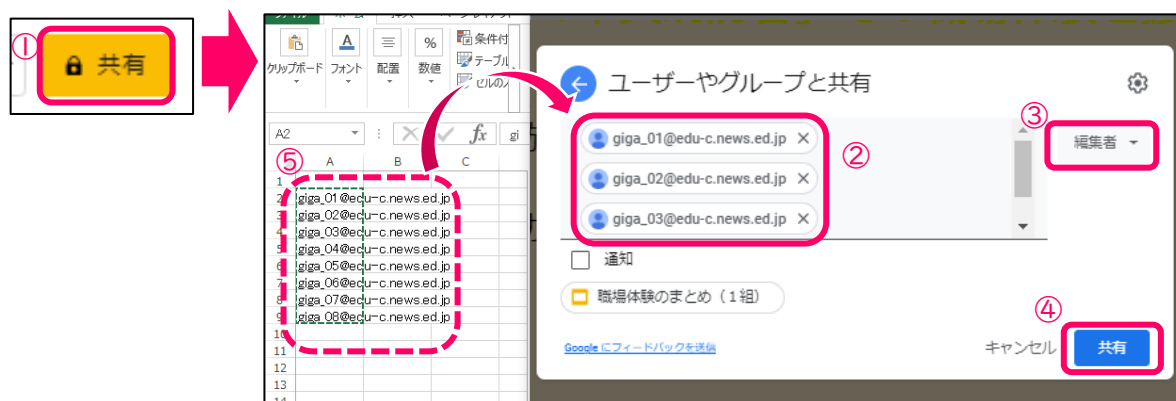 ①
共有
クリップボード
フォント
配置
%
数値
条件付
テーブル
セルのス
A2
fx
gi
⑤
A B C
1
2 giga_01@edu-c.news.ed.jp
3 giga_02@edu-c.news.ed.jp
4 giga_03@edu-c.news.ed.jp
5 giga_04@edu-c.news.ed.jp
6 giga_05@edu-c.news.ed.jp
7 giga_06@edu-c.news.ed.jp
8 giga_07@edu-c.news.ed.jp
9 giga_08@edu-c.news.ed.jp
10
11
12
13
14
ユーザーやグループと共有
giga_01@edu-c.news.ed.jp
giga_02@edu-c.news.ed.jp
giga_03@edu-c.news.ed.jp
②
③
編集者
通知
職場体験のまとめ（1組）
Google にフィードバックを送信
キャンセル
④
共有